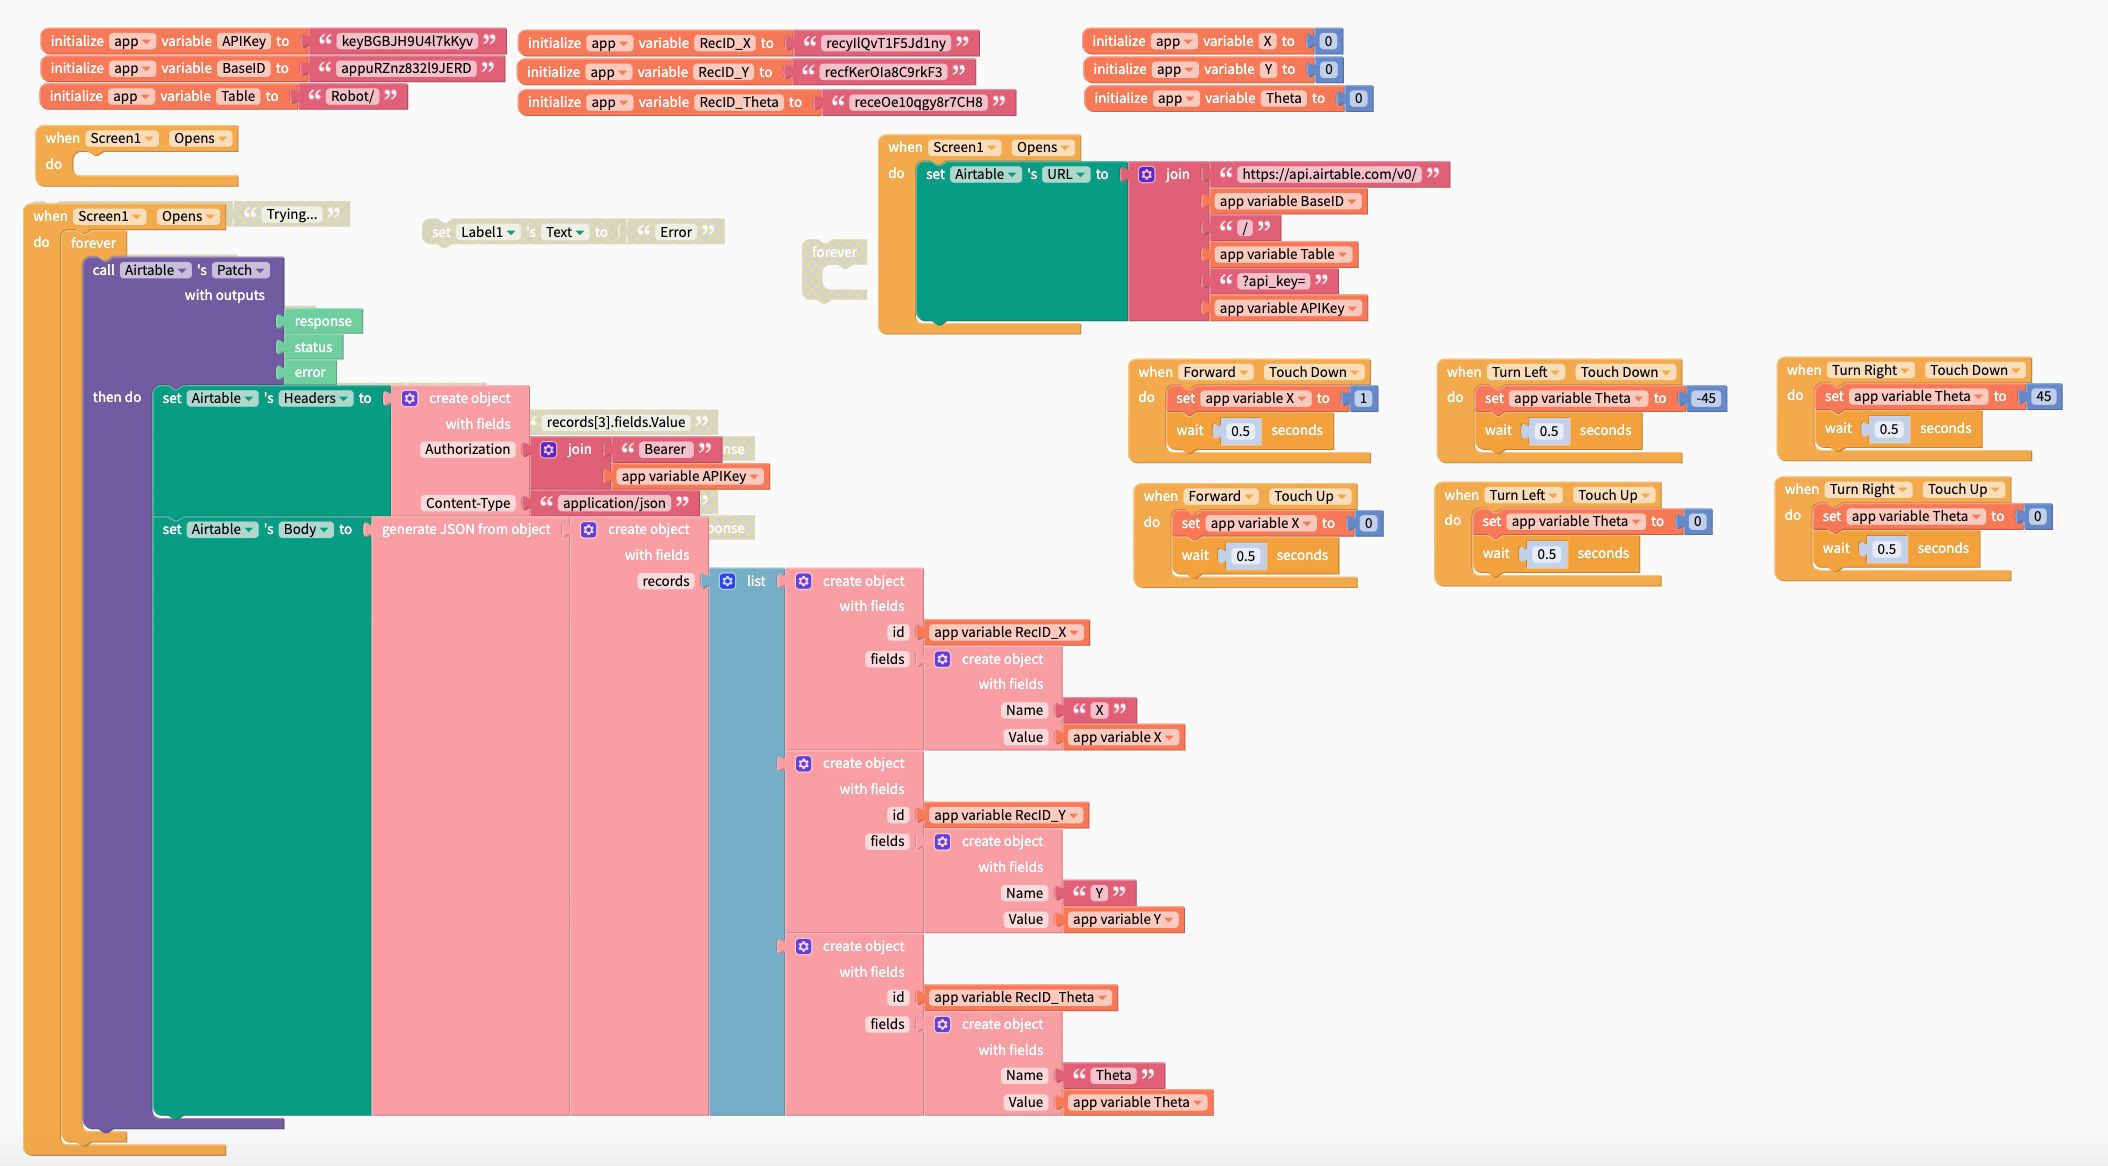 initialize app variable APIKey to “ keyBGBJH9U4l7kKyv ”
initialize app variable BaseID to “ appuRZnz832l9JERD ”
initialize app variable Table to “ Robot/ ”
initialize app variable RecID_X to “ recyIlQvT1F5Jd1ny ”
initialize app variable RecID_Y to “ recfKerOIa8C9rkF3 ”
initialize app variable RecID_Theta to “ receOe10qgy8r7CH8 ”
initialize app variable X to 0
initialize app variable Y to 0
initialize app variable Theta to 0
when Screen1 Opens
do
when Screen1 Opens
“ Trying... ”
do forever
call Airtable 's Patch
with outputs
response
status
error
then do set Airtable 's Headers to create object
with fields
Authorization join “ Bearer ”
app variable APIKey
Content-Type “ application/json ”
set Airtable 's Body to generate JSON from object create object
with fields
records list create object
with fields
id app variable RecID_X
fields create object
with fields
Name “ X ”
Value app variable X
create object
with fields
id app variable RecID_Y
fields create object
with fields
Name “ Y ”
Value app variable Y
create object
with fields
id app variable RecID_Theta
fields create object
with fields
Name “ Theta ”
Value app variable Theta
“ records[3].fields.Value ”
set Label1 's Text to “ Error ”
forever
when Screen1 Opens
do set Airtable 's URL to join “ https://api.airtable.com/v0/ ”
app variable BaseID
“ / ”
app variable Table
“ ?api_key= ”
app variable APIKey
when Forward Touch Down
do set app variable X to 1
wait 0.5 seconds
when Turn Left Touch Down
do set app variable Theta to -45
wait 0.5 seconds
when Turn Right Touch Down
do set app variable Theta to 45
wait 0.5 seconds
when Forward Touch Up
do set app variable X to 0
wait 0.5 seconds
when Turn Left Touch Up
do set app variable Theta to 0
wait 0.5 seconds
when Turn Right Touch Up
do set app variable Theta to 0
wait 0.5 seconds